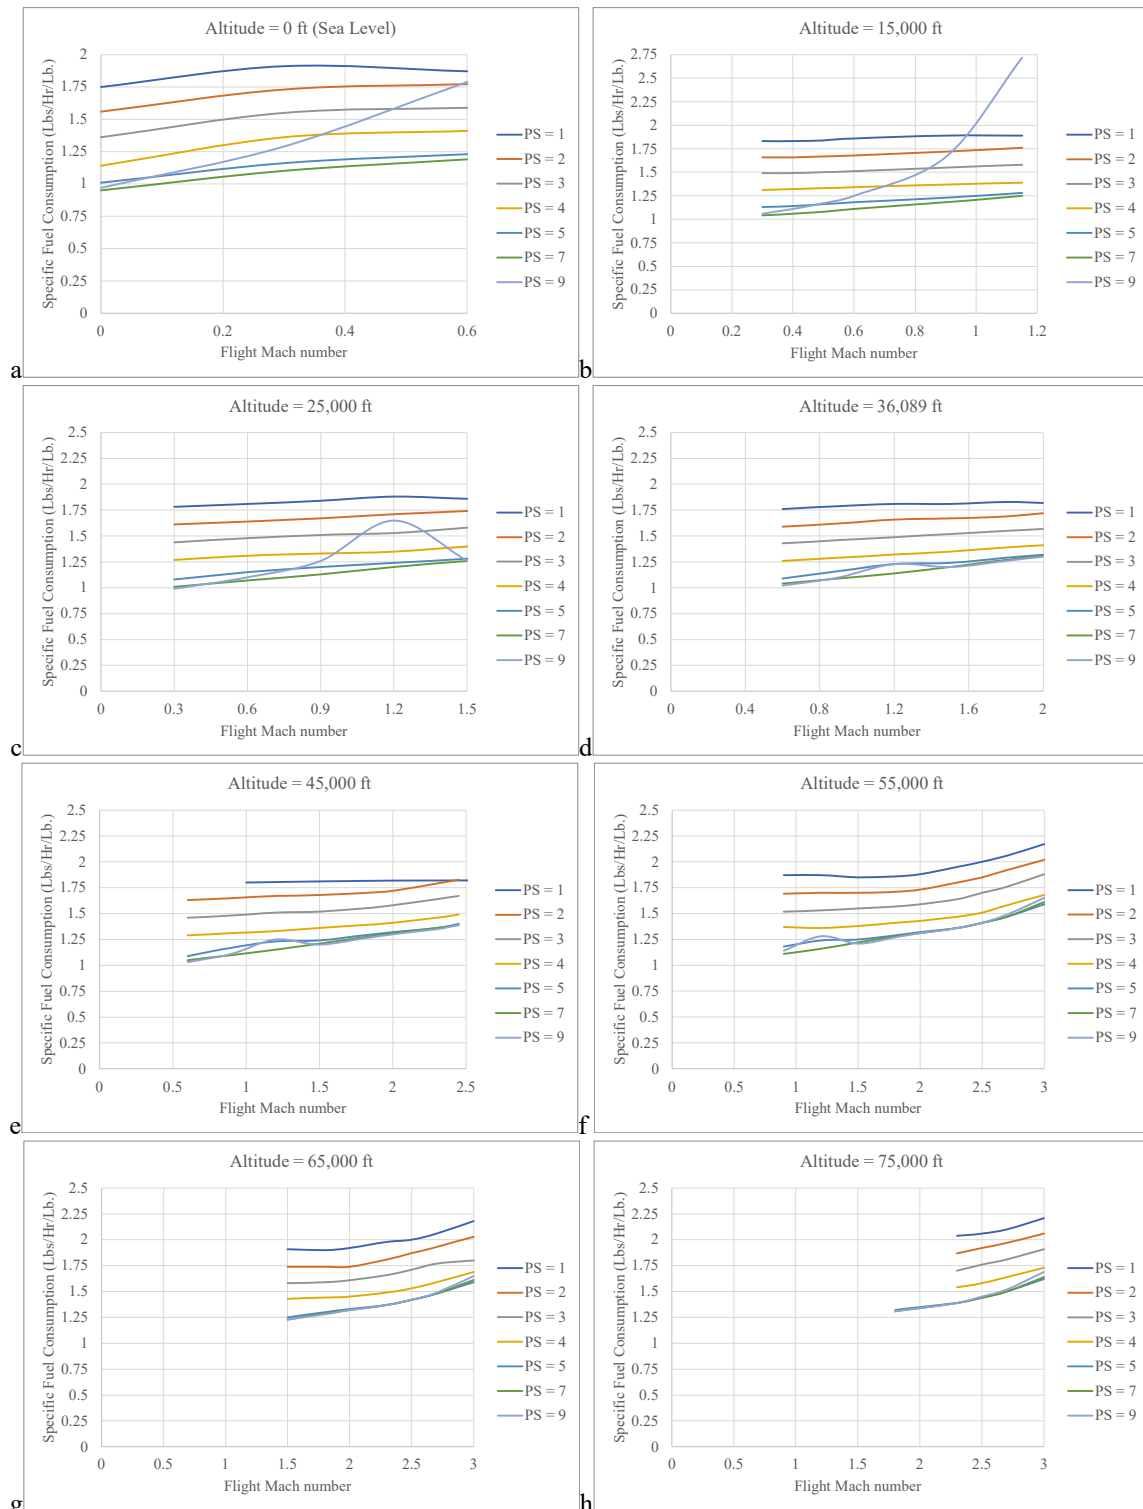 Altitude = 0 ft (Sea Level)
Specific Fuel Consumption (Lbs/Hr/Lb.)
2
1.75
1.5
1.25
1
0.75
0.5
0.25
0
0 0.2 0.4 0.6
Flight Mach number
PS = 1
PS = 2
PS = 3
PS = 4
PS = 5
PS = 7
PS = 9
a
Altitude = 15,000 ft
Specific Fuel Consumption (Lbs/Hr/Lb.)
2.75
2.5
2.25
2
1.75
1.5
1.25
1
0.75
0.5
0.25
0
0 0.2 0.4 0.6 0.8 1 1.2
Flight Mach number
PS = 1
PS = 2
PS = 3
PS = 4
PS = 5
PS = 7
PS = 9
b
Altitude = 25,000 ft
Specific Fuel Consumption (Lbs/Hr/Lb.)
2.5
2.25
2
1.75
1.5
1.25
1
0.75
0.5
0.25
0
0 0.3 0.6 0.9 1.2 1.5
Flight Mach number
PS = 1
PS = 2
PS = 3
PS = 4
PS = 5
PS = 7
PS = 9
c
Altitude = 36,089 ft
Specific Fuel Consumption (Lbs/Hr/Lb.)
2.5
2.25
2
1.75
1.5
1.25
1
0.75
0.5
0.25
0
0 0.4 0.8 1.2 1.6 2
Flight Mach number
PS = 1
PS = 2
PS = 3
PS = 4
PS = 5
PS = 7
PS = 9
d
Altitude = 45,000 ft
Specific Fuel Consumption (Lbs/Hr/Lb.)
2.5
2.25
2
1.75
1.5
1.25
1
0.75
0.5
0.25
0
0 0.5 1 1.5 2 2.5
Flight Mach number
PS = 1
PS = 2
PS = 3
PS = 4
PS = 5
PS = 7
PS = 9
e
Altitude = 55,000 ft
Specific Fuel Consumption (Lbs/Hr/Lb.)
2.5
2.25
2
1.75
1.5
1.25
1
0.75
0.5
0.25
0
0 0.5 1 1.5 2 2.5 3
Flight Mach number
PS = 1
PS = 2
PS = 3
PS = 4
PS = 5
PS = 7
PS = 9
f
Altitude = 65,000 ft
Specific Fuel Consumption (Lbs/Hr/Lb.)
2.5
2.25
2
1.75
1.5
1.25
1
0.75
0.5
0.25
0
0 0.5 1 1.5 2 2.5 3
Flight Mach number
PS = 1
PS = 2
PS = 3
PS = 4
PS = 5
PS = 7
PS = 9
g
Altitude = 75,000 ft
Specific Fuel Consumption (Lbs/Hr/Lb.)
2.5
2.25
2
1.75
1.5
1.25
1
0.75
0.5
0.25
0
0 0.5 1 1.5 2 2.5 3
Flight Mach number
PS = 1
PS = 2
PS = 3
PS = 4
PS = 5
PS = 7
PS = 9
h